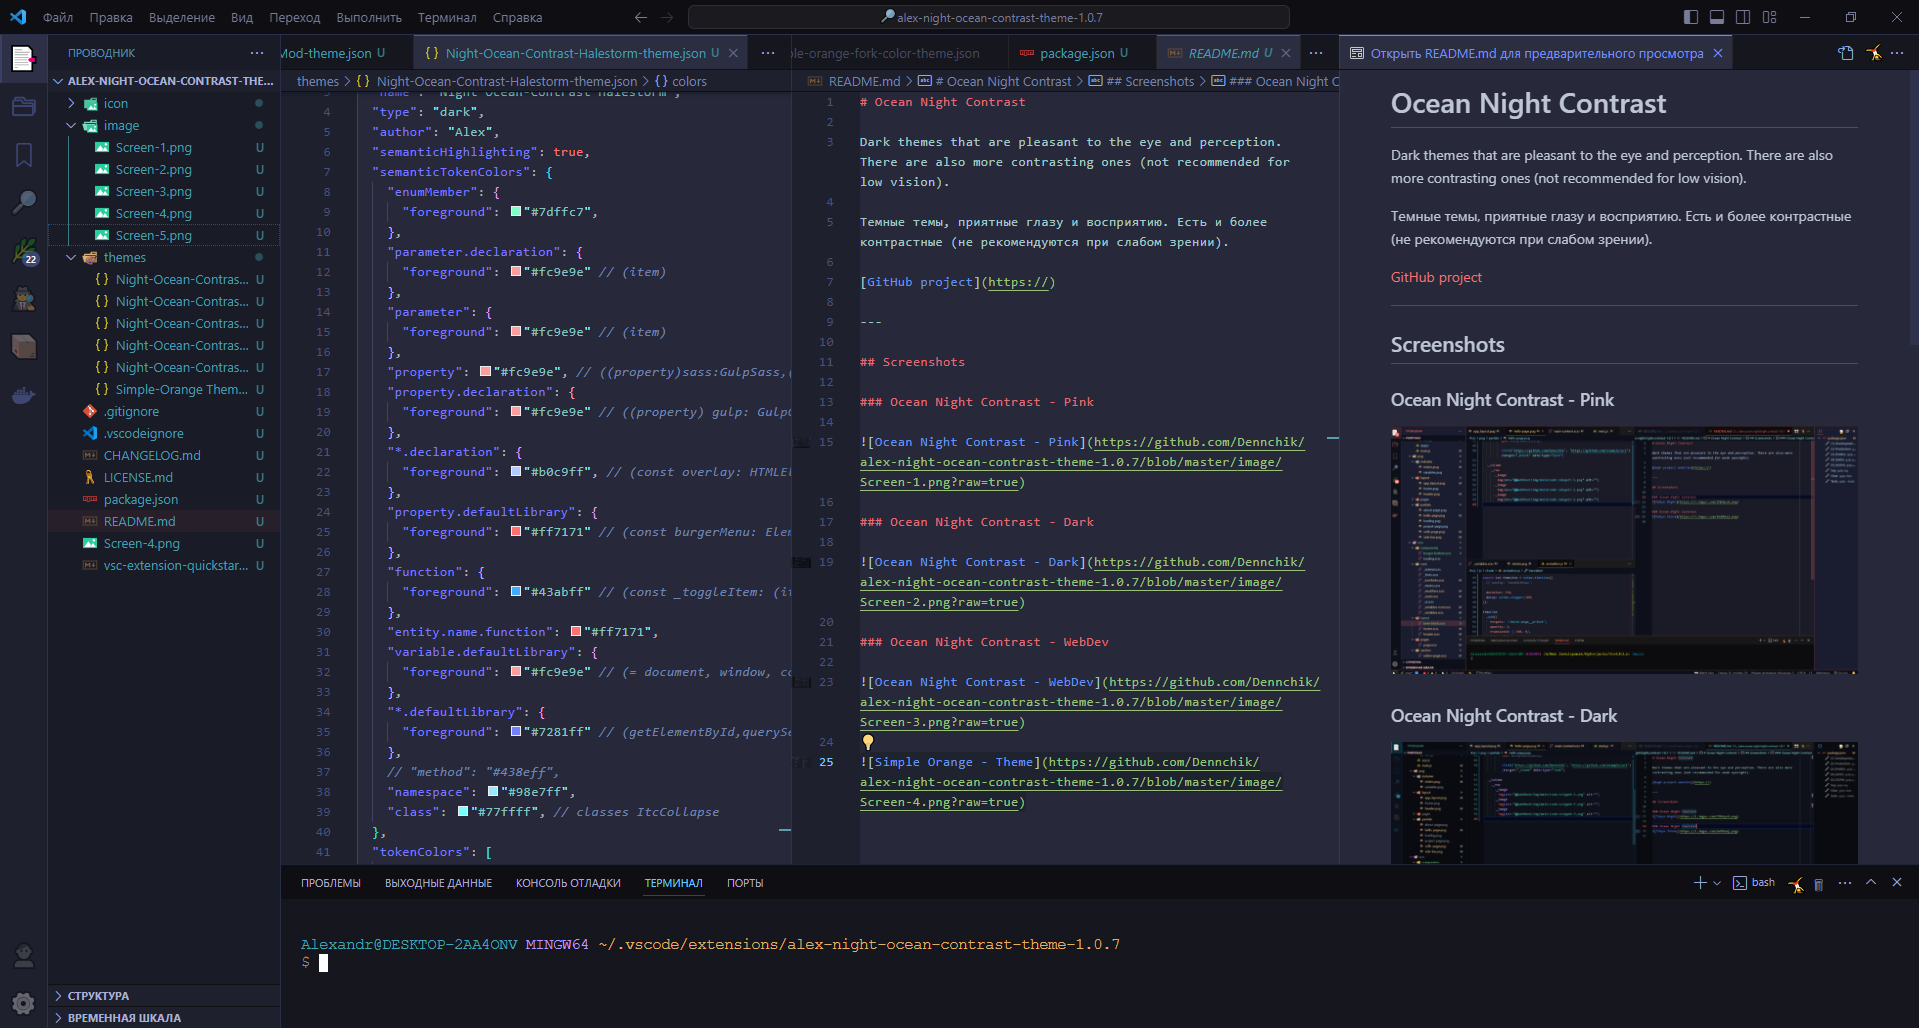 Файл Правка Выделение Вид Переход Выполнить Терминал Справка
alex-night-ocean-contrast-theme-1.0.7
ПРОВОДНИК
ALEX-NIGHT-OCEAN-CONTRAST-THE...
icon
image
Screen-1.png U
Screen-2.png U
Screen-3.png U
Screen-4.png U
Screen-5.png U
themes
Night-Ocean-Contras... U
Night-Ocean-Contras... U
Night-Ocean-Contras... U
Night-Ocean-Contras... U
Night-Ocean-Contras... U
Simple-Orange Them... U
.gitignore U
.vscodeignore U
CHANGELOG.md U
LICENSE.md U
package.json U
README.md U
Screen-4.png U
vsc-extension-quickstar... U
СТРУКТУРА
ВРЕМЕННАЯ ШКАЛА
22
Mod-theme.json U
Night-Ocean-Contrast-Halestorm-theme.json U
themes > {} Night-Ocean-Contrast-Halestorm-theme.json > {} colors
4 "type": "dark",
5 "author": "Alex",
6 "semanticHighlighting": true,
7 "semanticTokenColors": {
8 "enumMember": {
9 "foreground": "#7dffc7",
10 },
11 "parameter.declaration": {
12 "foreground": "#fc9e9e" // (item)
13 },
14 "parameter": {
15 "foreground": "#fc9e9e" // (item)
16 },
17 "property": "#fc9e9e", // ((property)sass:GulpSass,(
18 "property.declaration": {
19 "foreground": "#fc9e9e" // ((property) gulp: Gulp
20 },
21 "*.declaration": {
22 "foreground": "#b0c9ff", // (const overlay: HTMLEl
23 },
24 "property.defaultLibrary": {
25 "foreground": "#ff7171" // (const burgerMenu: Elem
26 },
27 "function": {
28 "foreground": "#43abff" // (const _toggleItem: (it
29 },
30 "entity.name.function": "#ff7171",
31 "variable.defaultLibrary": {
32 "foreground": "#fc9e9e" // (= document, window, co
33 },
34 "*.defaultLibrary": {
35 "foreground": "#7281ff" // (getElementById,querySe
36 },
37 // "method": "#438eff",
38 "namespace": "#98e7ff",
39 "class": "#77ffff", // classes ItcCollapse
40 },
41 "tokenColors": [
ple-orange-fork-color-theme.json
package.json U
README.md U
README.md > # Ocean Night Contrast > ## Screenshots > ### Ocean Night C
1 # Ocean Night Contrast
2
3 Dark themes that are pleasant to the eye and perception.
There are also more contrasting ones (not recommended for
low vision).
4
5 Темные темы, приятные глазу и восприятию. Есть и более
контрастные (не рекомендуются при слабом зрении).
6
7 [GitHub project](https://)
8
9 ---
10
11 ## Screenshots
12
13 ### Ocean Night Contrast - Pink
14
15 ![Ocean Night Contrast - Pink](https://github.com/Dennchik/
alex-night-ocean-contrast-theme-1.0.7/blob/master/image/
Screen-1.png?raw=true)
16
17 ### Ocean Night Contrast - Dark
18
19 ![Ocean Night Contrast - Dark](https://github.com/Dennchik/
alex-night-ocean-contrast-theme-1.0.7/blob/master/image/
Screen-2.png?raw=true)
20
21 ### Ocean Night Contrast - WebDev
22
23 ![Ocean Night Contrast - WebDev](https://github.com/Dennchik/
alex-night-ocean-contrast-theme-1.0.7/blob/master/image/
Screen-3.png?raw=true)
24
25 ![Simple Orange - Theme](https://github.com/Dennchik/
alex-night-ocean-contrast-theme-1.0.7/blob/master/image/
Screen-4.png?raw=true)
Открыть README.md для предварительного просмотра
Ocean Night Contrast
Dark themes that are pleasant to the eye and perception. There are also
more contrasting ones (not recommended for low vision).
Темные темы, приятные глазу и восприятию. Есть и более контрастные
(не рекомендуются при слабом зрении).
GitHub project
Screenshots
Ocean Night Contrast - Pink
Ocean Night Contrast - Dark
ПРОБЛЕМЫ ВЫХОДНЫЕ ДАННЫЕ КОНСОЛЬ ОТЛАДКИ ТЕРМИНАЛ ПОРТЫ
bash
Alexandr@DESKTOP-2AA4ONV MINGW64 ~/.vscode/extensions/alex-night-ocean-contrast-theme-1.0.7
$